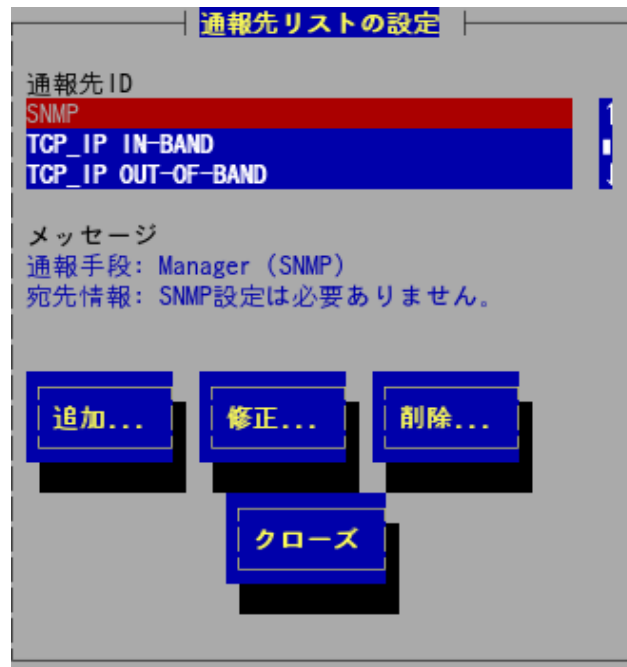 通報先リストの設定
通報先ID
SNMP
TCP_IP IN-BAND
TCP_IP OUT-OF-BAND
メッセージ
通報手段: Manager (SNMP)
宛先情報: SNMP設定は必要ありません。
追加... 修正... 削除...
クローズ